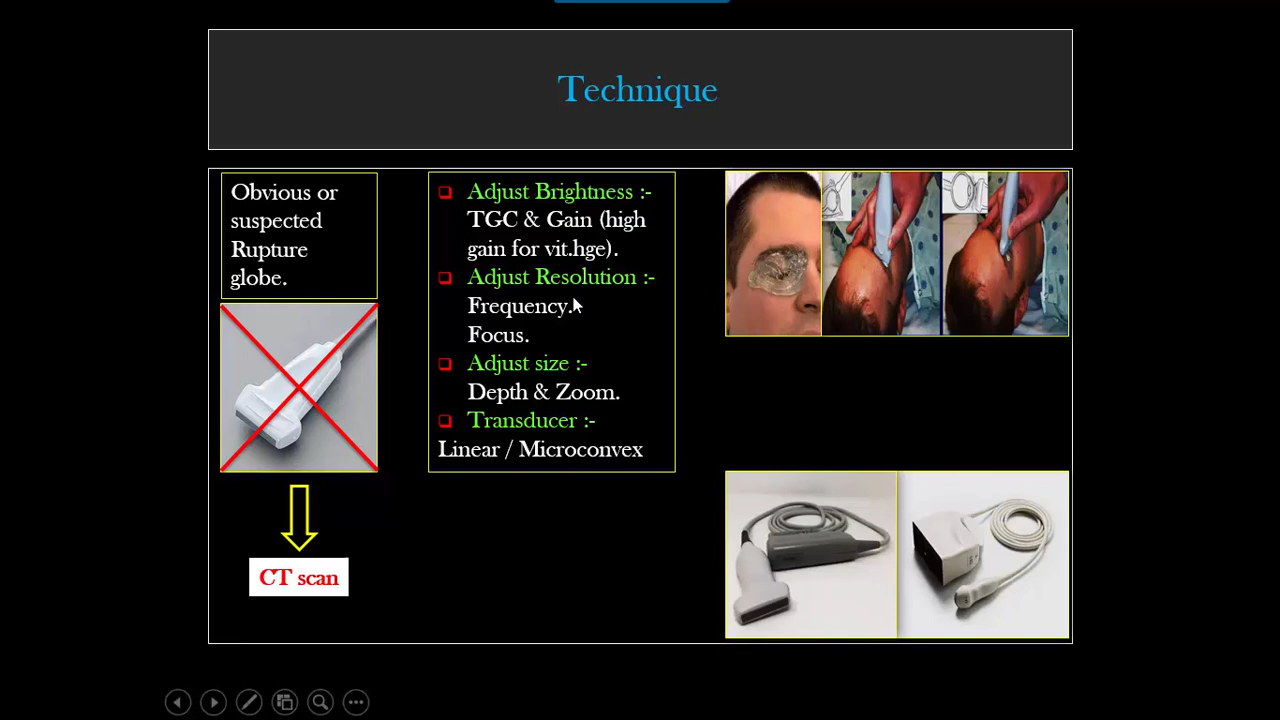 Technique
Obvious or
suspected
Rupture
globe.
CT scan
Adjust Brightness :-
TGC & Gain (high
gain for vit.hge).
Adjust Resolution :-
Frequency.
Focus.
Adjust size :-
Depth & Zoom.
Transducer :-
Linear / Microconvex